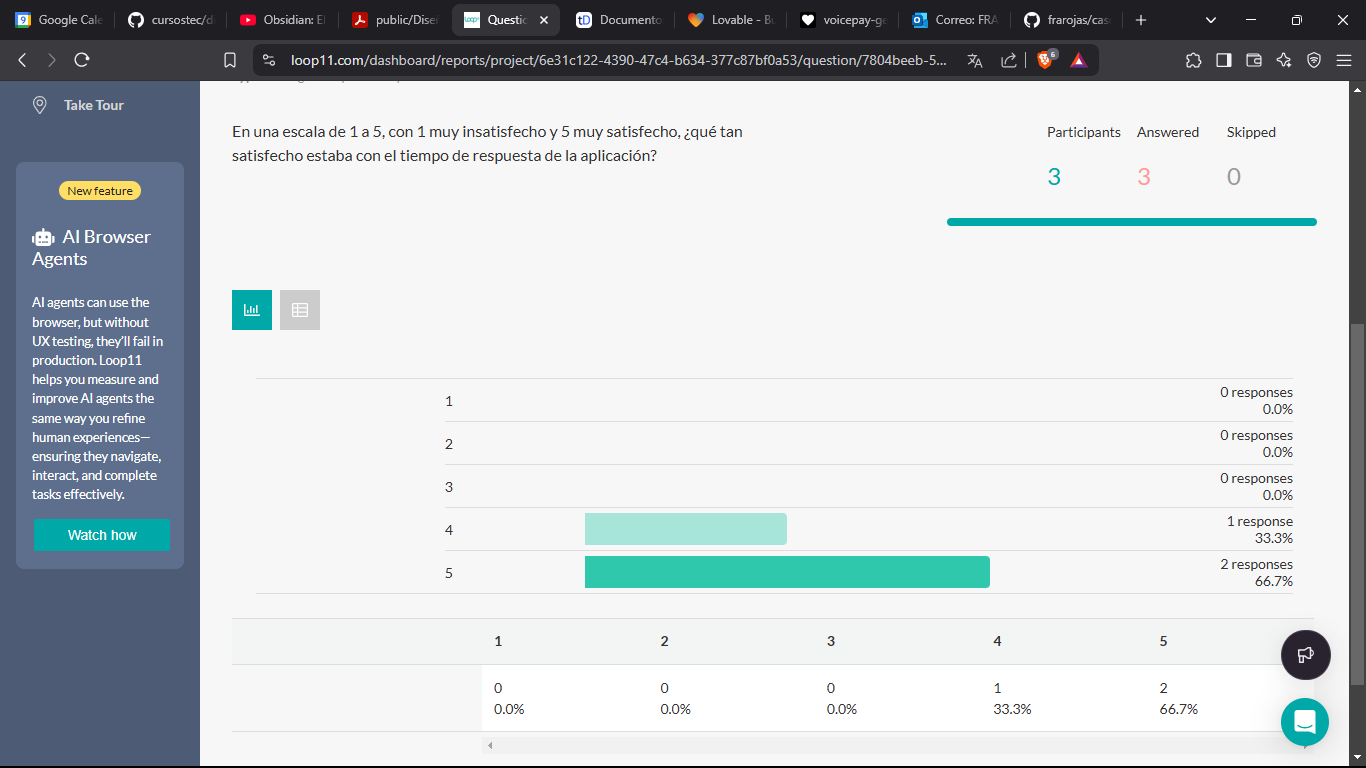 Google Cale
cursostec/di
Obsidian: El
public/Diseñ
loop
Questio
tD
Documento
Lovable - Bu
voicepay-ge
Correo: FRA
frarojas/cas
loop11.com/dashboard/reports/project/6e31c122-4390-47c4-b634-377c87bf0a53/question/7804beeb-5...
6
Take Tour
New feature
AI Browser
Agents
AI agents can use the
browser, but without
UX testing, they'll fail in
production. Loop11
helps you measure and
improve AI agents the
same way you refine
human experiences—
ensuring they navigate,
interact, and complete
tasks effectively.
Watch how
En una escala de 1 a 5, con 1 muy insatisfecho y 5 muy satisfecho, ¿qué tan
satisfecho estaba con el tiempo de respuesta de la aplicación?
Participants Answered Skipped
3 3 0
1 0 responses
0.0%
2 0 responses
0.0%
3 0 responses
0.0%
4 1 response
33.3%
5 2 responses
66.7%
1 2 3 4 5
0 0 0 1 2
0.0% 0.0% 0.0% 33.3% 66.7%